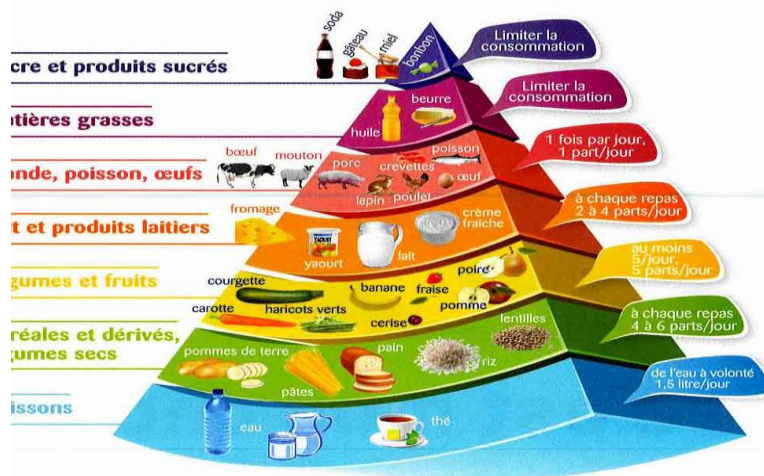 soda
gâteau
miel
bonbon
cre et produits sucrés
Limiter la
consommation
tières grasses
huile
beurre
Limiter la
consommation
bœuf
mouton
porc
crevettes
poisson
lapin
poulet
œuf
nde, poisson, œufs
1 fois par jour,
1 part/jour
fromage
t et produits laitiers
YAOURT
yaourt
lait
crème
fraiche
à chaque repas
2 à 4 parts/jour
gumes et fruits
courgette
carotte
haricots verts
banane
cerise
fraise
poire
pomme
au moins
5/jour,
5 parts/jour
réales et dérivés,
gumes secs
pommes de terre
pâtes
pain
riz
lentilles
à chaque repas
4 à 6 parts/jour
issons
eau
thé
de l'eau à volonté
1,5 litre/jour